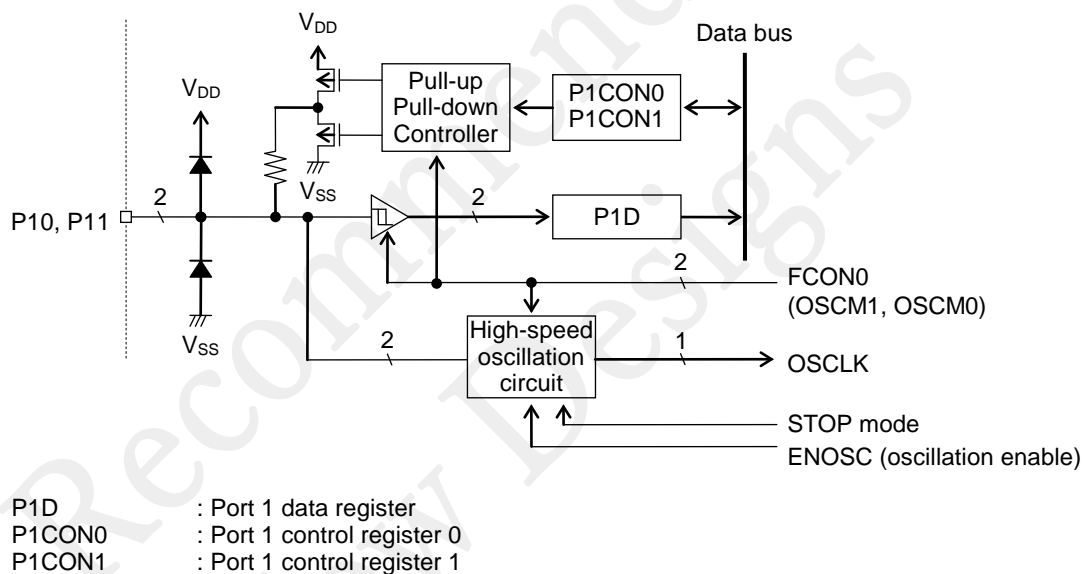 VDD
Data bus
VDD
Pull-up
Pull-down
Controller
P1CON0
P1CON1
VSS
2
2
P10, P11
P1D
2
FCON0
(OSCM1, OSCM0)
VSS
2
High-speed
oscillation
circuit
1
OSCLK
STOP mode
ENOSC (oscillation enable)
P1D : Port 1 data register
P1CON0 : Port 1 control register 0
P1CON1 : Port 1 control register 1
Recommend
w Designs